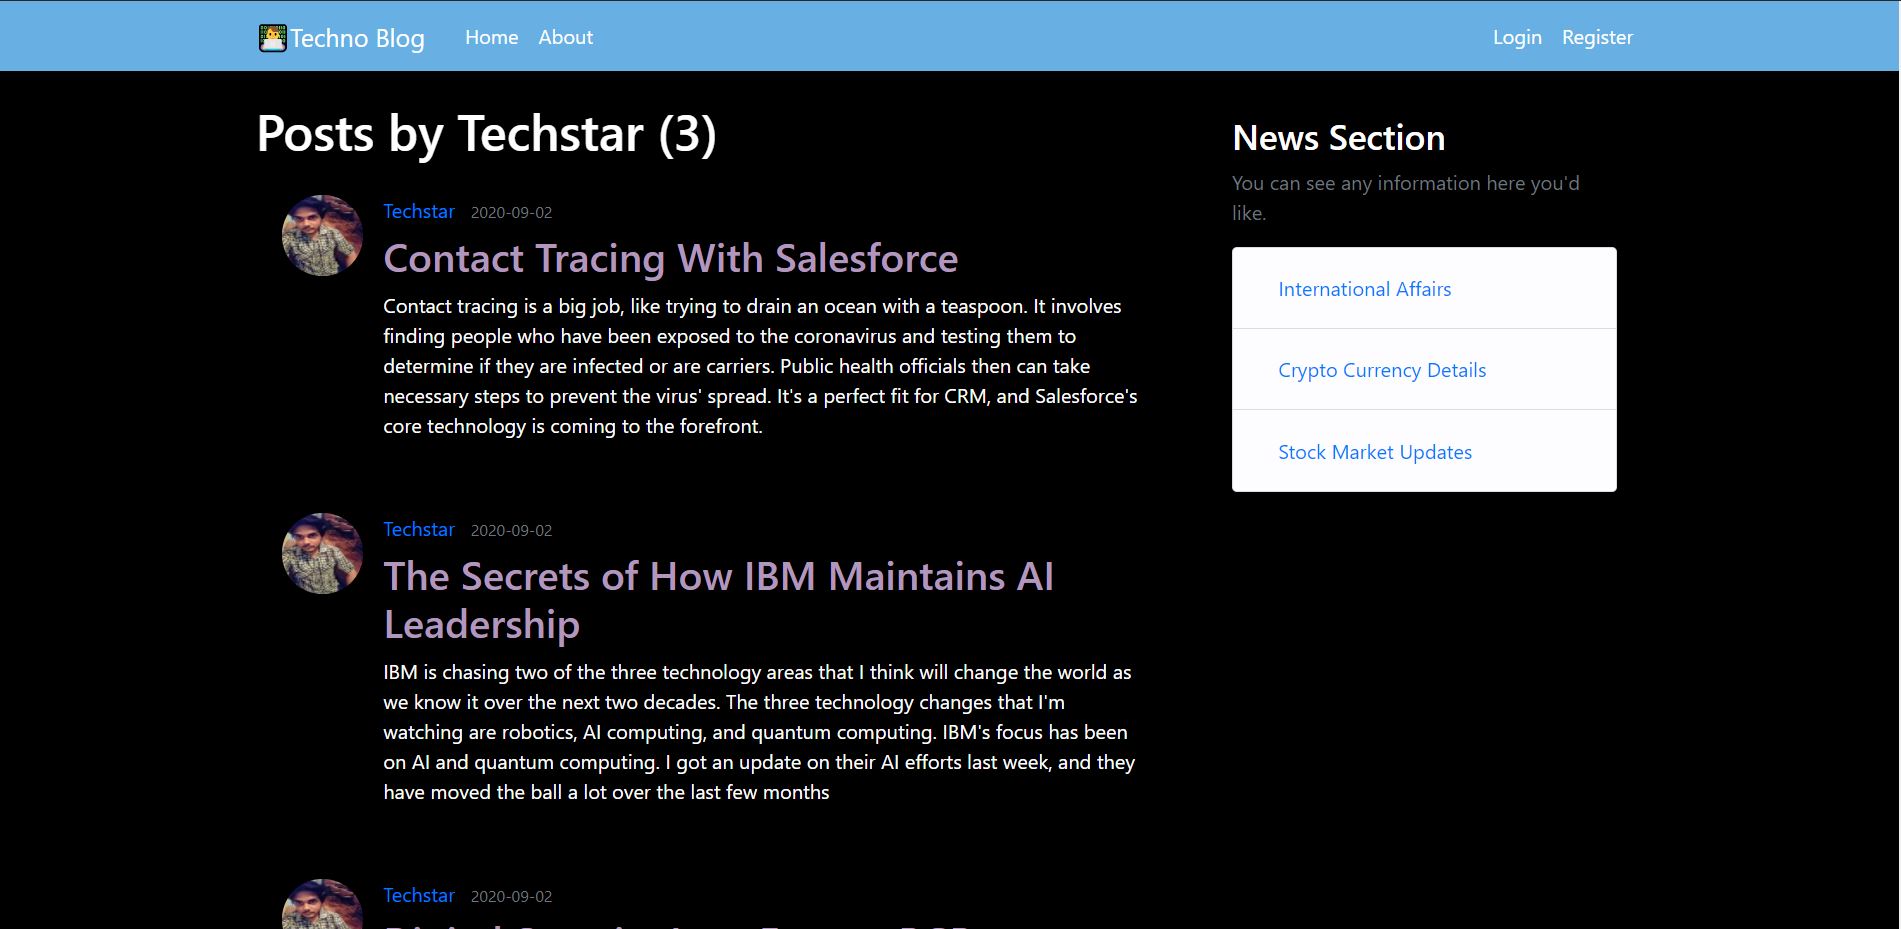 Techno Blog Home About Login Register
Posts by Techstar (3)
Techstar 2020-09-02
Contact Tracing With Salesforce
Contact tracing is a big job, like trying to drain an ocean with a teaspoon. It involves
finding people who have been exposed to the coronavirus and testing them to
determine if they are infected or are carriers. Public health officials then can take
necessary steps to prevent the virus' spread. It's a perfect fit for CRM, and Salesforce's
core technology is coming to the forefront.
Techstar 2020-09-02
The Secrets of How IBM Maintains AI
Leadership
IBM is chasing two of the three technology areas that I think will change the world as
we know it over the next two decades. The three technology changes that I'm
watching are robotics, AI computing, and quantum computing. IBM's focus has been
on AI and quantum computing. I got an update on their AI efforts last week, and they
have moved the ball a lot over the last few months
Techstar 2020-09-02
News Section
You can see any information here you'd
like.
International Affairs
Crypto Currency Details
Stock Market Updates